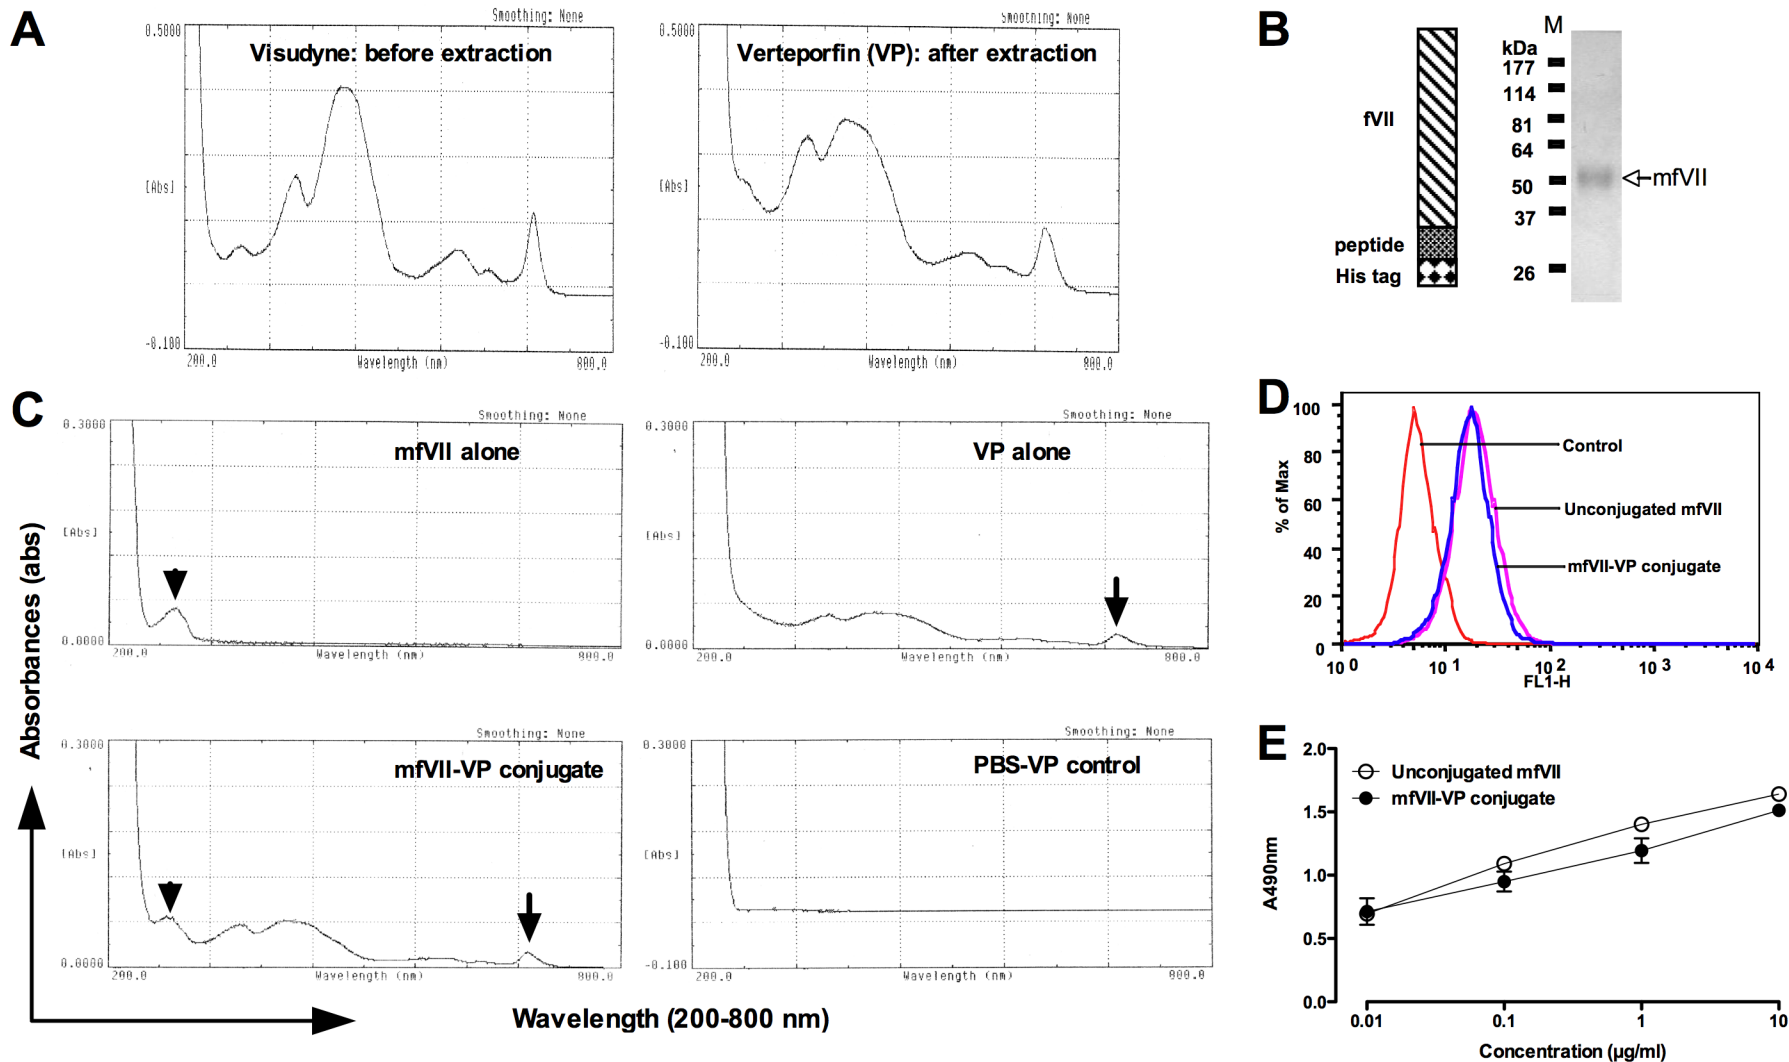 A
Smoothing: None
0.5000
Visudyne: before extraction
[Abs]
-0.100
200.0
Wavelength (nm)
800.0
Smoothing: None
0.5000
Verteporfin (VP): after extraction
[Abs]
-0.100
200.0
Wavelength (nm)
800.0
B
fVII
peptide
His tag
M
kDa
177
114
81
64
50
37
26
mfVII
C
Absorbances (abs)
Smoothing: None
0.3000
mfVII alone
[Abs]
0.0000
200.0
Wavelength (nm)
800.0
Smoothing: None
0.3000
VP alone
[Abs]
0.0000
200.0
Wavelength (nm)
800.0
Smoothing: None
0.3000
mfVII-VP conjugate
[Abs]
0.0000
200.0
Wavelength (nm)
800.0
Smoothing: None
0.3000
PBS-VP control
[Abs]
-0.100
200.0
Wavelength (nm)
800.0
Wavelength (200-800 nm)
D
% of Max
100
80
60
40
20
0
Control
Unconjugated mfVII
mfVII-VP conjugate
10 0
10 1
10 2
10 3
10 4
FL1-H
E
A490nm
2.0
1.5
1.0
0.5
0.0
Unconjugated mfVII
mfVII-VP conjugate
0.01
0.1
1
10
Concentration (µg/ml)